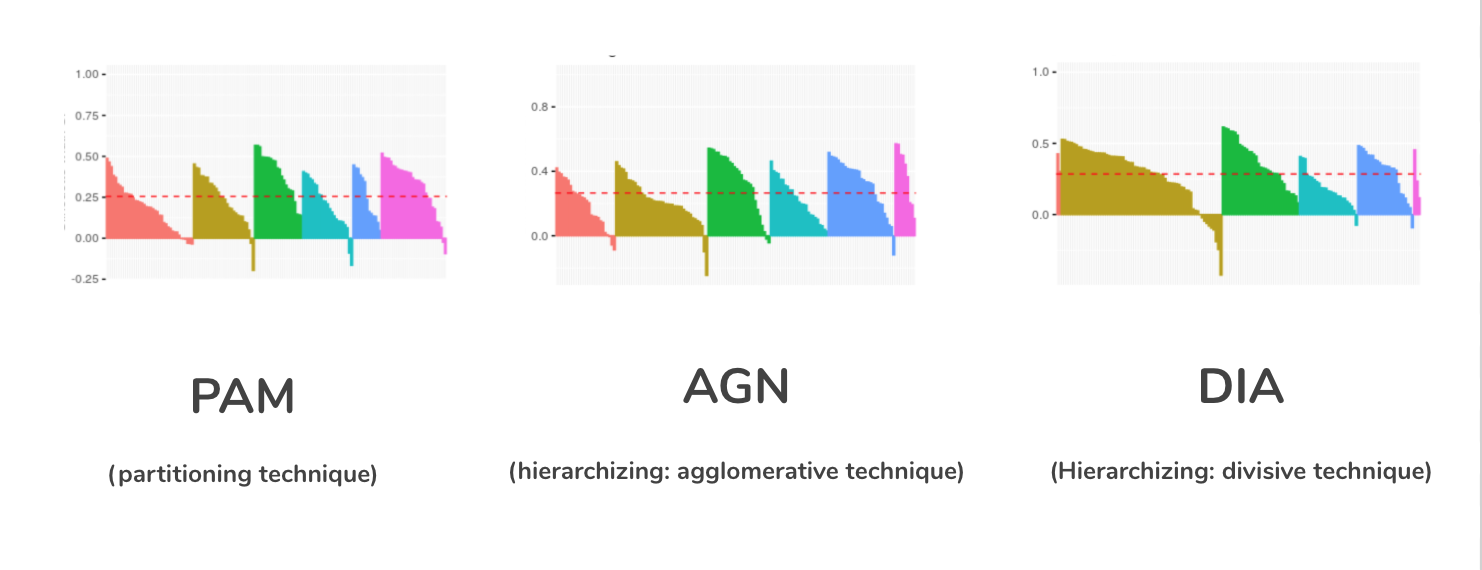 1.00
0.75
0.50
0.25
0.00
-0.25
0.8
0.4
0.0
1.0
0.5
0.0
PAM
AGN
DIA
(partitioning technique)
(hierarchizing: agglomerative technique)
(Hierarchizing: divisive technique)